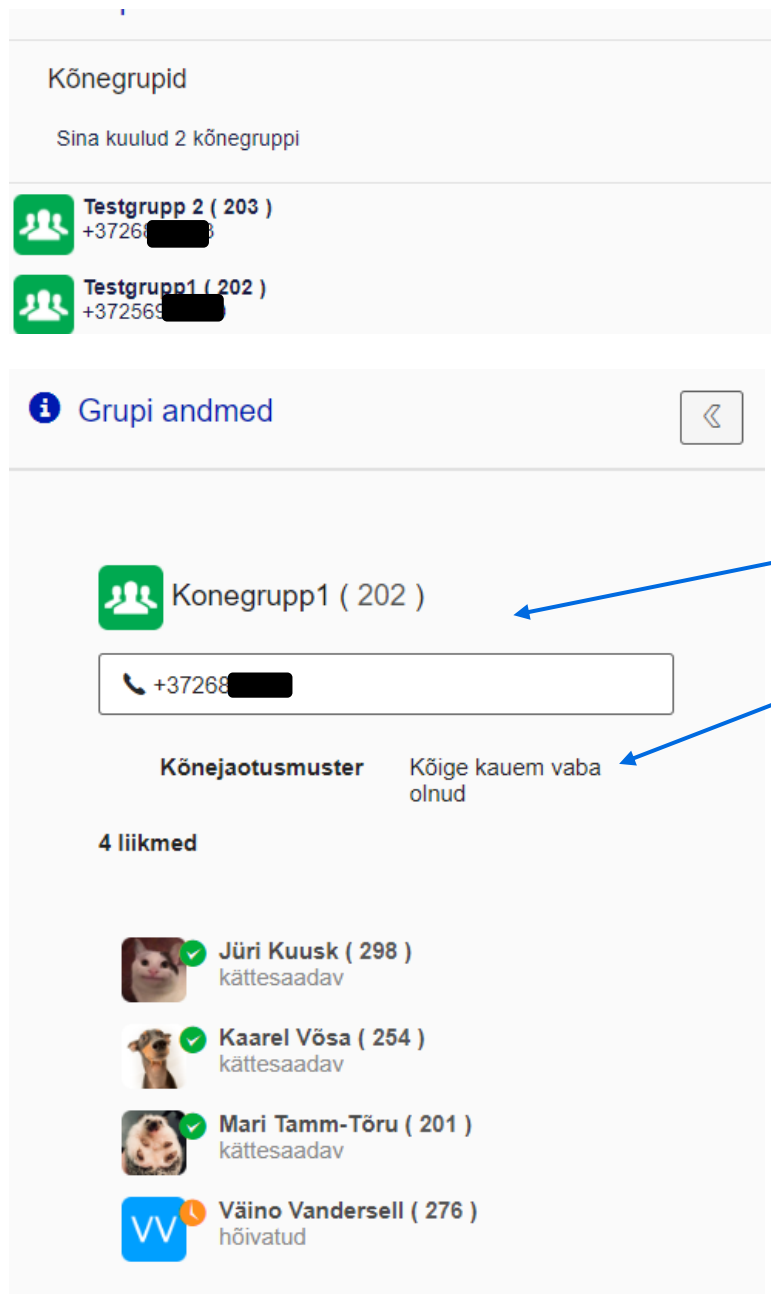 Kõnegrupid
Sina kuulud 2 kõnegruppi
Testgrupp 2 ( 203 )
+3726
Testgrupp1 ( 202 )
+372569
Grupi andmed
Konegrupp1 ( 202 )
+37268
Kõnejaotusmuster Kõige kauem vaba
olnud
4 liikmed
Jüri Kuusk ( 298 )
kättesaadav
Kaarel Võsa ( 254 )
kättesaadav
Mari Tamm-Tõru ( 201 )
kättesaadav
VV
Väino Vandersell ( 276 )
hõivatud